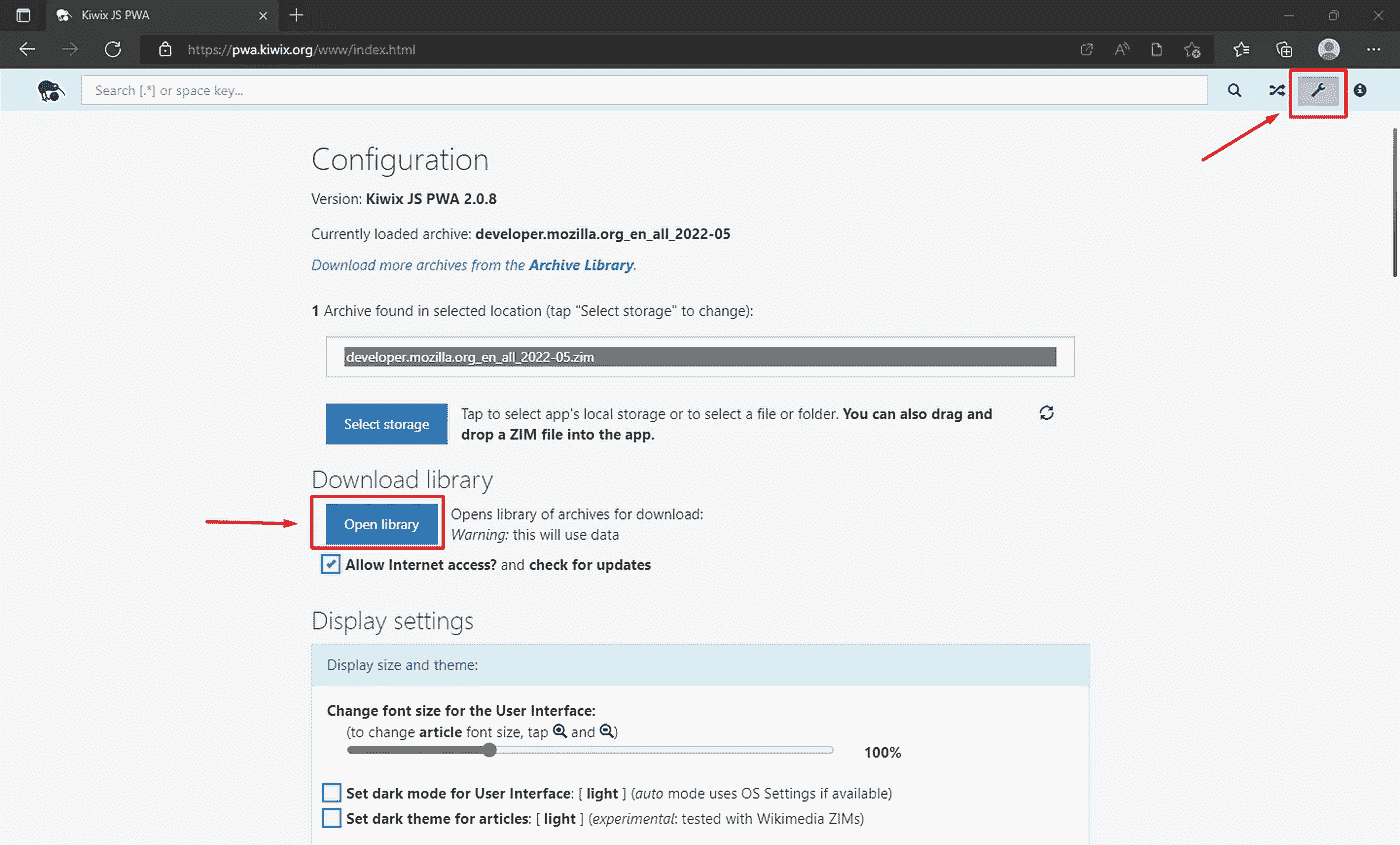 Kiwix JS PWA
https://pwa.kiwix.org/www/index.html
Search [.*] or space key...
Configuration
Version: Kiwix JS PWA 2.0.8
Currently loaded archive: developer.mozilla.org_en_all_2022-05
Download more archives from the Archive Library.
1 Archive found in selected location (tap "Select storage" to change):
developer.mozilla.org_en_all_2022-05.zim
Select storage
Tap to select app's local storage or to select a file or folder. You can also drag and
drop a ZIM file into the app.
Download library
Open library
Opens library of archives for download:
Warning: this will use data
Allow Internet access? and check for updates
Display settings
Display size and theme:
Change font size for the User Interface:
(to change article font size, tap and )
100%
Set dark mode for User Interface: [ light ] (auto mode uses OS Settings if available)
Set dark theme for articles: [ light ] (experimental: tested with Wikimedia ZIMs)